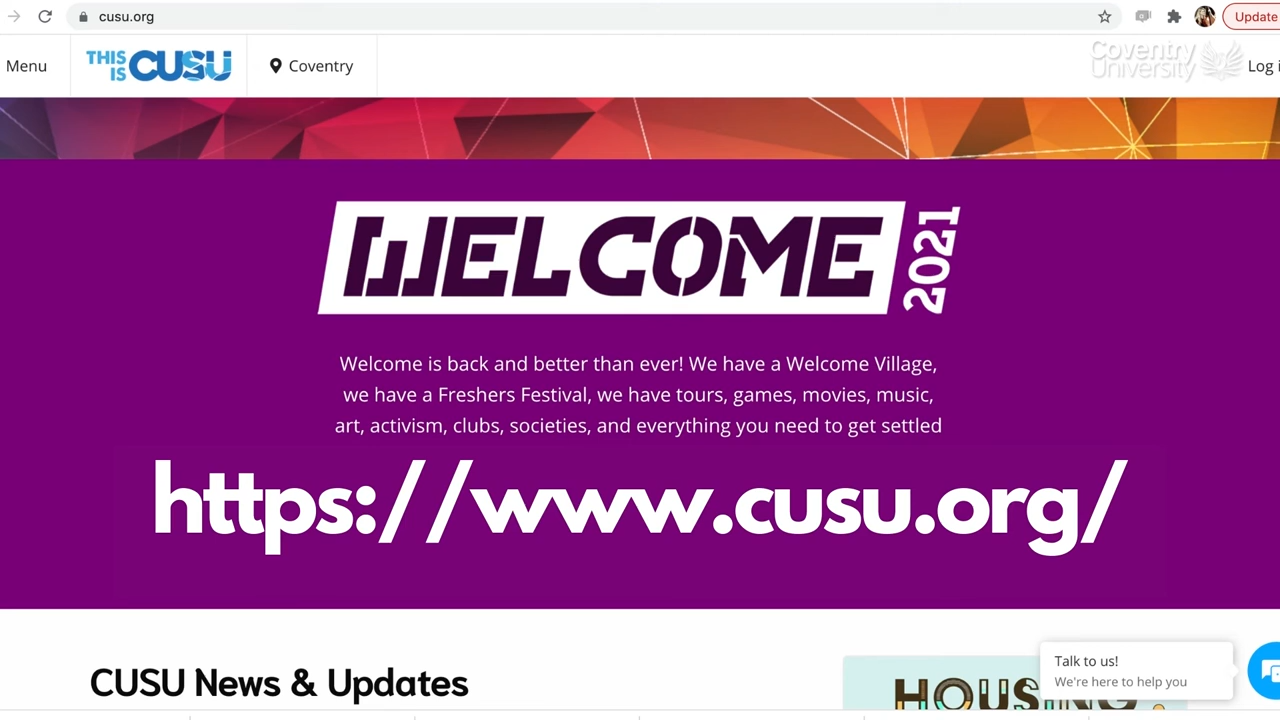 cusu.org
Update
Menu
THIS IS CUSU
Coventry
Coventry University
Log i
WELCOME
2021
Welcome is back and better than ever! We have a Welcome Village,
we have a Freshers Festival, we have tours, games, movies, music,
art, activism, clubs, societies, and everything you need to get settled
https://www.cusu.org/
CUSU News & Updates
HOUSING
Talk to us!
We're here to help you